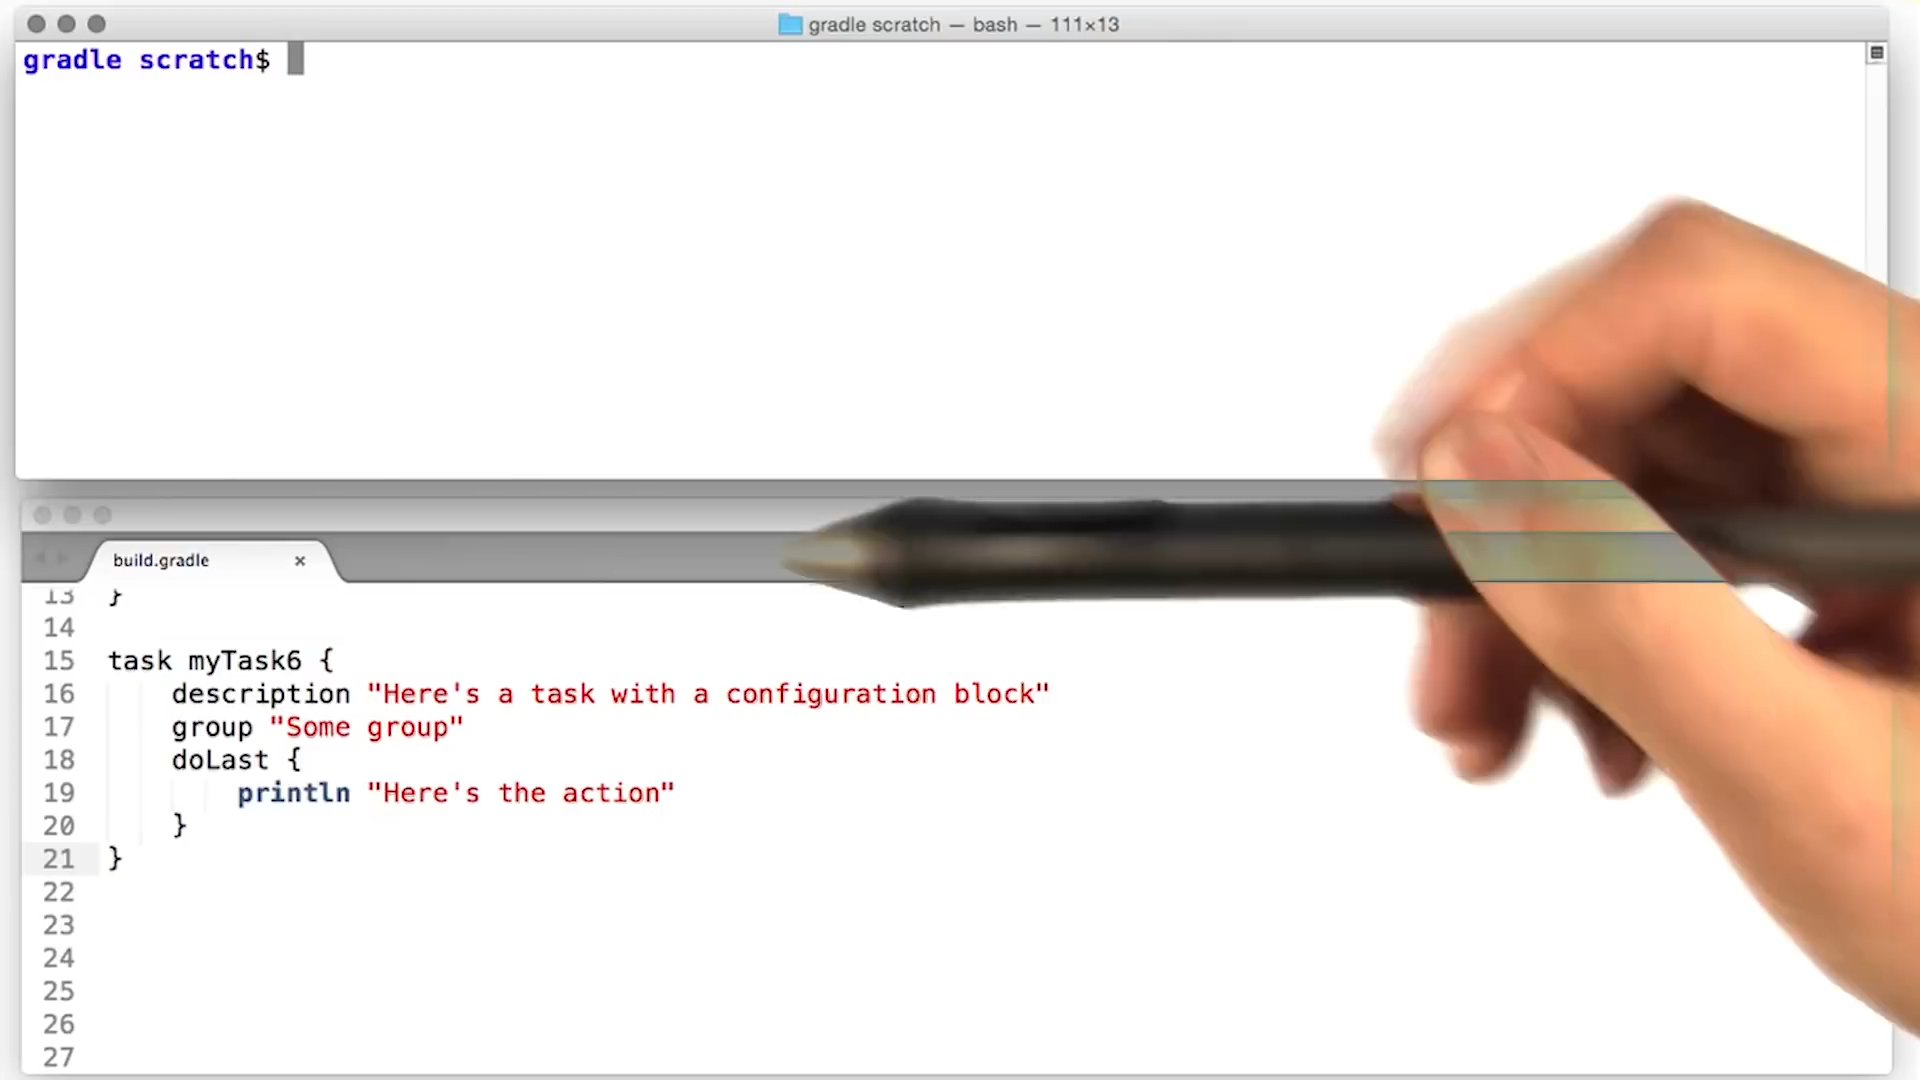 gradle scratch — bash — 111×13
gradle scratch$
build.gradle ×
13 }
14
15 task myTask6 {
16 description "Here's a task with a configuration block"
17 group "Some group"
18 doLast {
19 println "Here's the action"
20 }
21 }
22
23
24
25
26
27